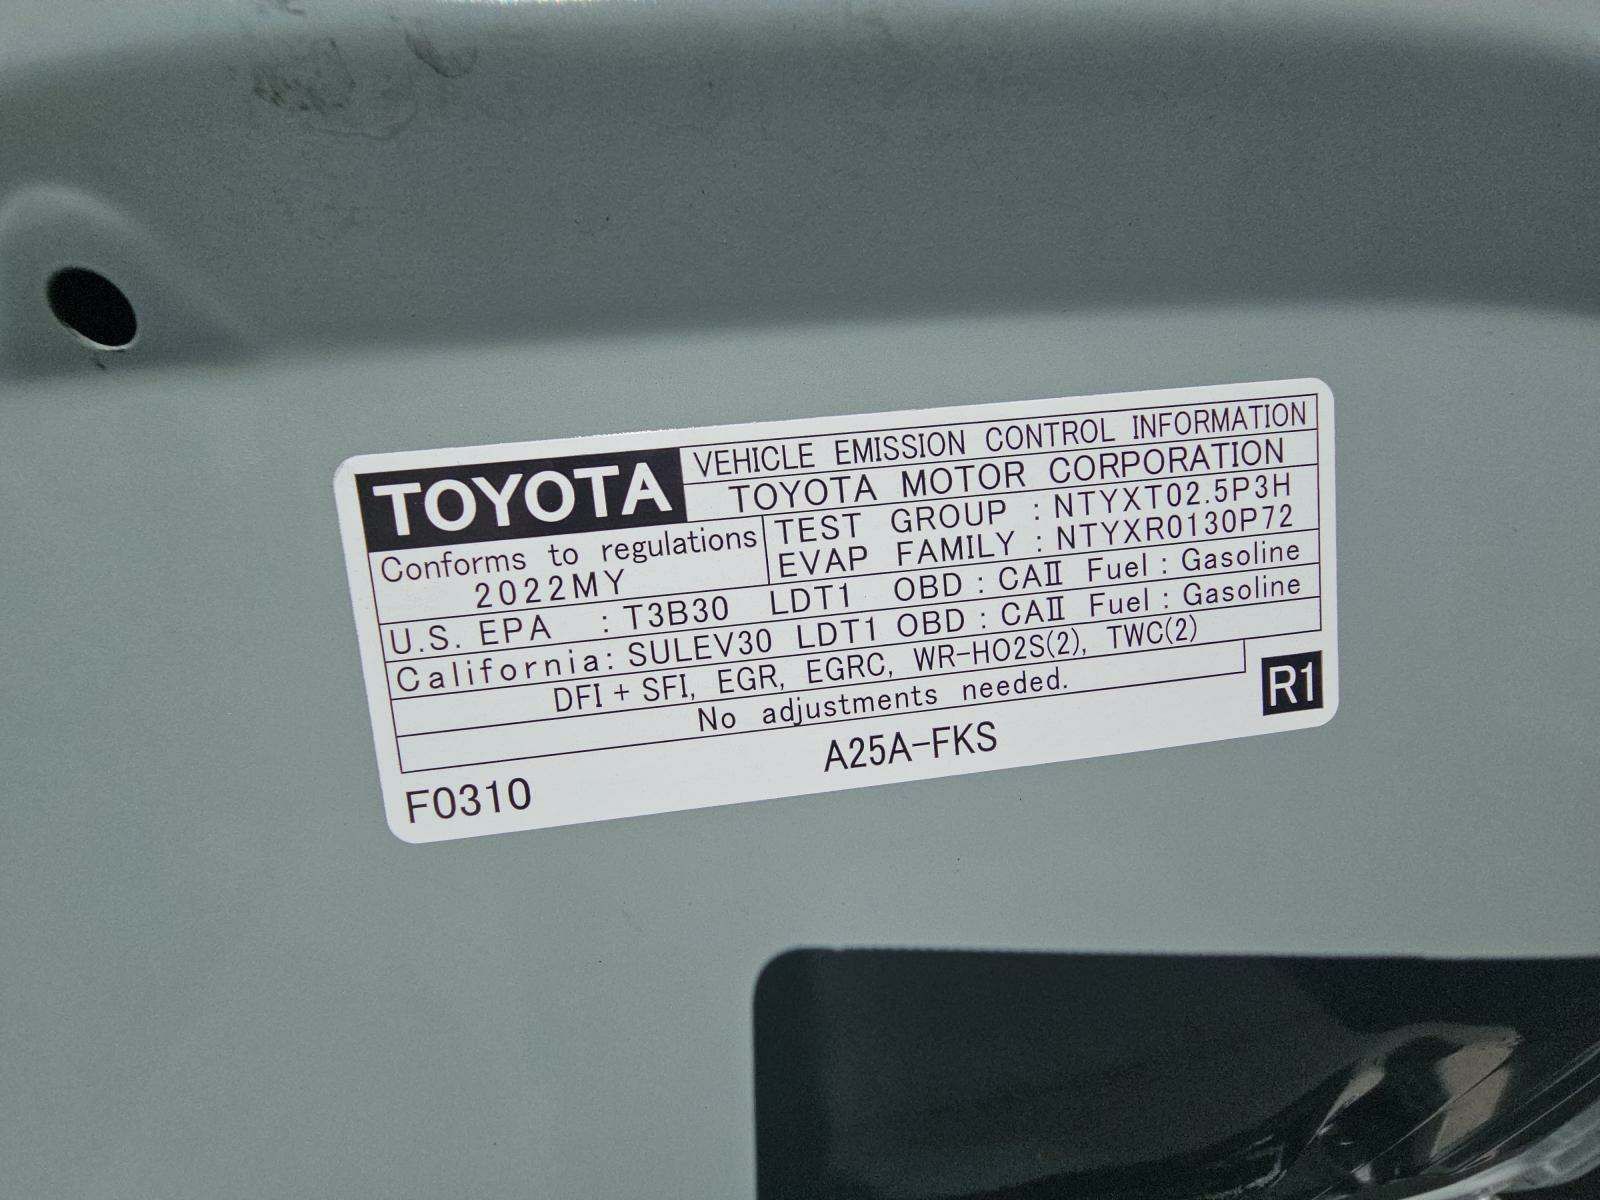 TOYOTA
VEHICLE EMISSION CONTROL INFORMATION
TOYOTA MOTOR CORPORATION
Conforms to regulations
2022MY
TEST GROUP : NTYXT02.5P3H
EVAP FAMILY : NTYXR0130P72
U.S. EPA : T3B30 LDT1 OBD : CAⅡ Fuel : Gasoline
California: SULEV30 LDT1 OBD : CAⅡ Fuel : Gasoline
DFI + SFI, EGR, EGRC, WR-HO2S(2), TWC(2)
No adjustments needed.
R1
F0310
A25A-FKS